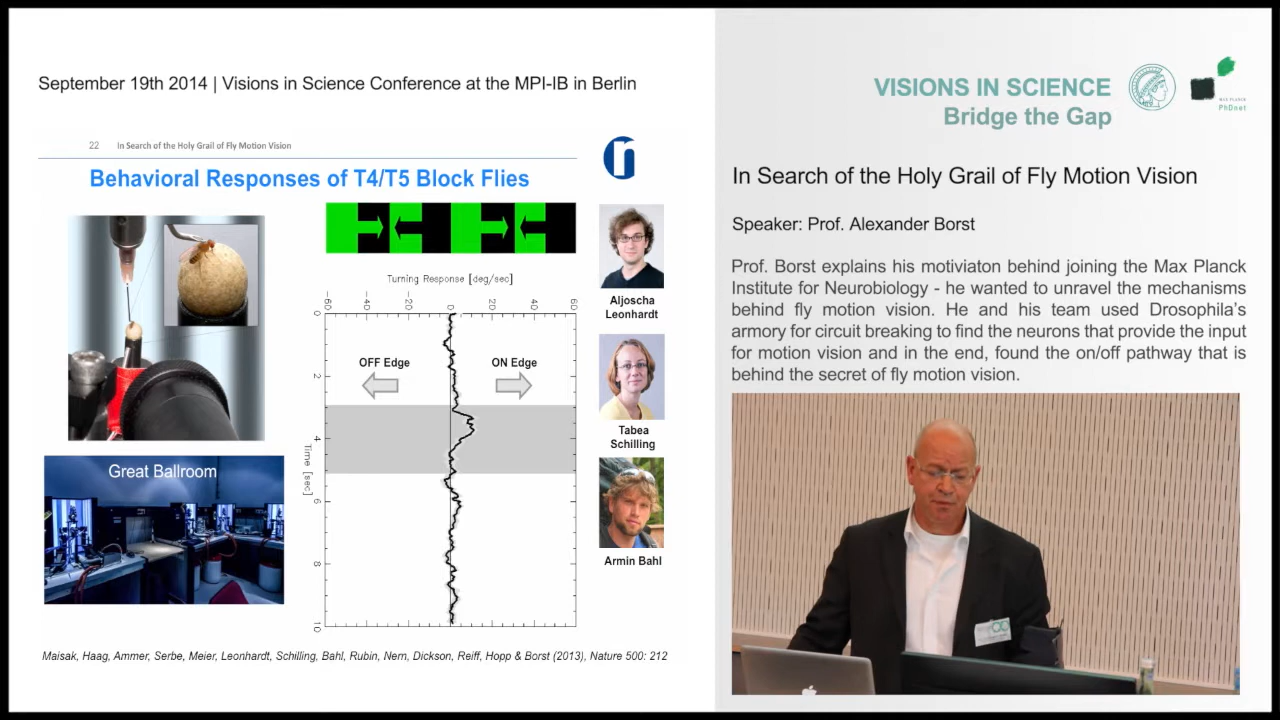 September 19th 2014 | Visions in Science Conference at the MPI-IB in Berlin
22 In Search of the Holy Grail of Fly Motion Vision
Behavioral Responses of T4/T5 Block Flies
Turning Response [deg/sec]
-60 -40 -20 0 20 40 60
0
2
4
6
8
10
Time [sec]
OFF Edge
ON Edge
Great Ballroom
Aljoscha
Leonhardt
Tabea
Schilling
Armin Bahl
Maisak, Haag, Ammer, Serbe, Meier, Leonhardt, Schilling, Bahl, Rubin, Nern, Dickson, Reiff, Hopp & Borst (2013), Nature 500: 212
VISIONS IN SCIENCE
Bridge the Gap
MAX PLANCK
PhDnet
In Search of the Holy Grail of Fly Motion Vision
Speaker: Prof. Alexander Borst
Prof. Borst explains his motiviaton behind joining the Max Planck
Institute for Neurobiology - he wanted to unravel the mechanisms
behind fly motion vision. He and his team used Drosophila's
armory for circuit breaking to find the neurons that provide the input
for motion vision and in the end, found the on/off pathway that is
behind the secret of fly motion vision.